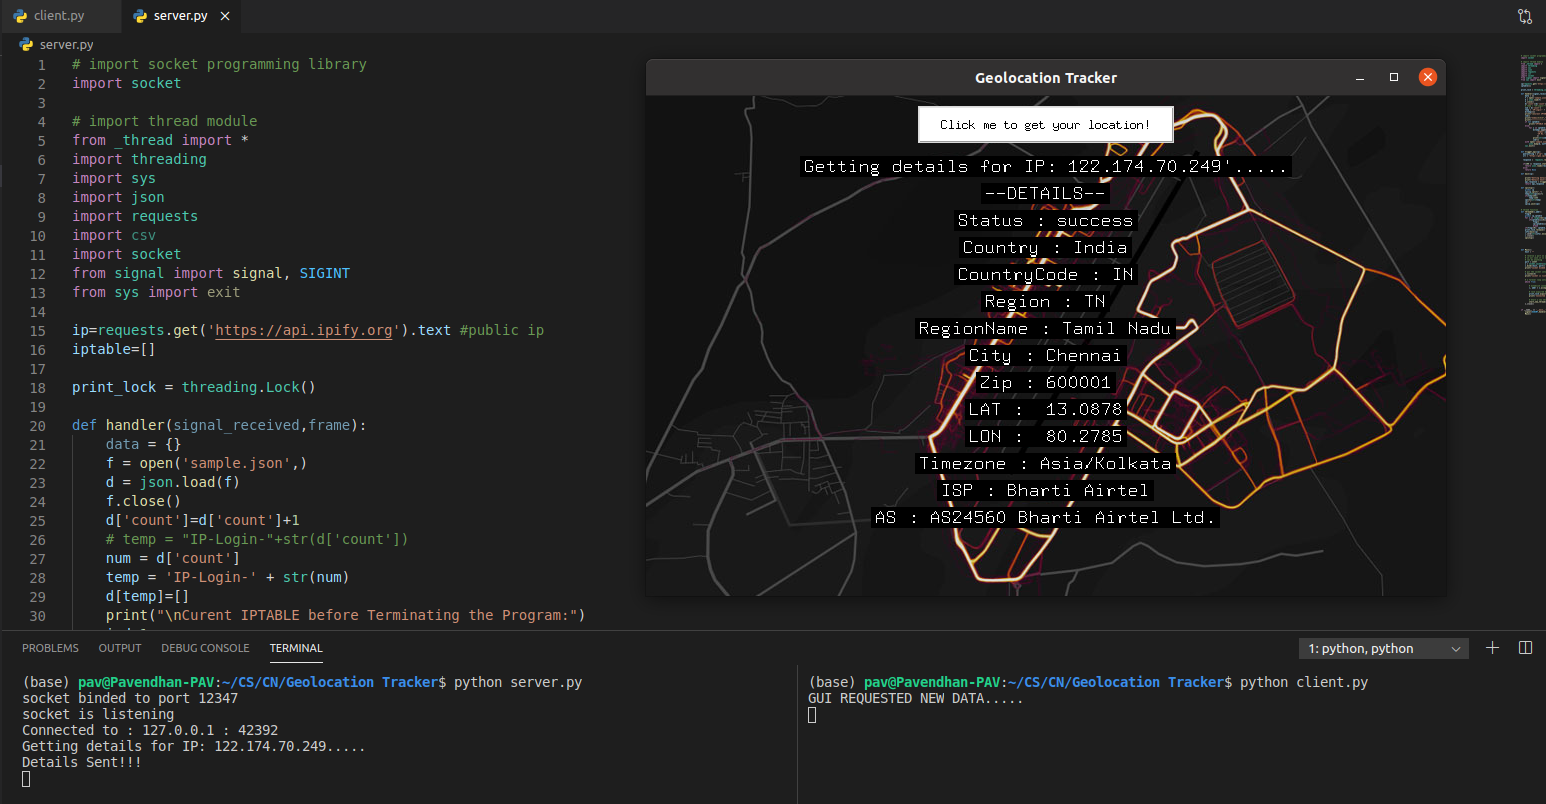 client.py
server.py
server.py
1 # import socket programming library
2 import socket
3
4 # import thread module
5 from _thread import *
6 import threading
7 import sys
8 import json
9 import requests
10 import csv
11 import socket
12 from signal import signal, SIGINT
13 from sys import exit
14
15 ip=requests.get('https://api.ipify.org').text #public ip
16 iptable=[]
17
18 print_lock = threading.Lock()
19
20 def handler(signal_received,frame):
21 data = {}
22 f = open('sample.json',)
23 d = json.load(f)
24 f.close()
25 d['count']=d['count']+1
26 # temp = "IP-Login-"+str(d['count'])
27 num = d['count']
28 temp = 'IP-Login-' + str(num)
29 d[temp]=[]
30 print("\nCurent IPTABLE before Terminating the Program:")
Geolocation Tracker
Click me to get your location!
Getting details for IP: 122.174.70.249'.....
--DETAILS--
Status : success
Country : India
CountryCode : IN
Region : TN
RegionName : Tamil Nadu
City : Chennai
Zip : 600001
LAT : 13.0878
LON : 80.2785
Timezone : Asia/Kolkata
ISP : Bharti Airtel
AS : AS24560 Bharti Airtel Ltd.
PROBLEMS OUTPUT DEBUG CONSOLE TERMINAL
1: python, python
(base) pav@Pavendhan-PAV:~/CS/CN/Geolocation Tracker$ python server.py
socket binded to port 12347
socket is listening
Connected to : 127.0.0.1 : 42392
Getting details for IP: 122.174.70.249.....
Details Sent!!!
(base) pav@Pavendhan-PAV:~/CS/CN/Geolocation Tracker$ python client.py
GUI REQUESTED NEW DATA.....